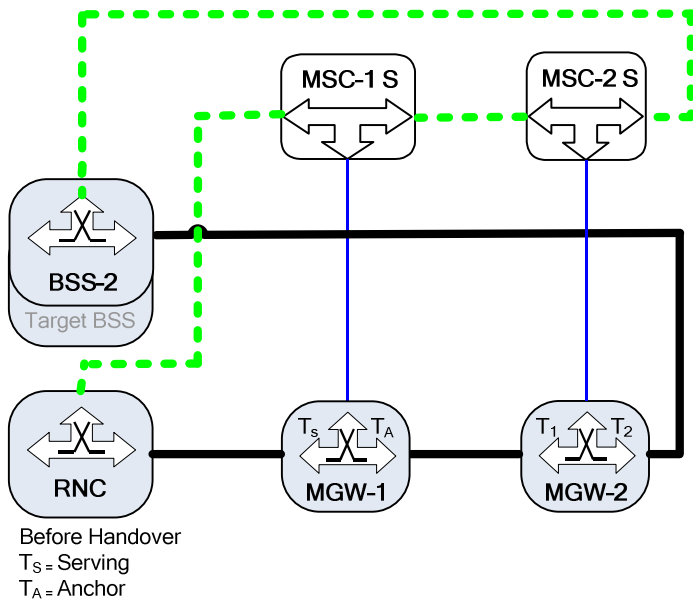 MSC-1 S
MSC-2 S
BSS-2
Target BSS
RNC
Ts TA
MGW-1
T1 T2
MGW-2
Before Handover
TS = Serving
TA = Anchor